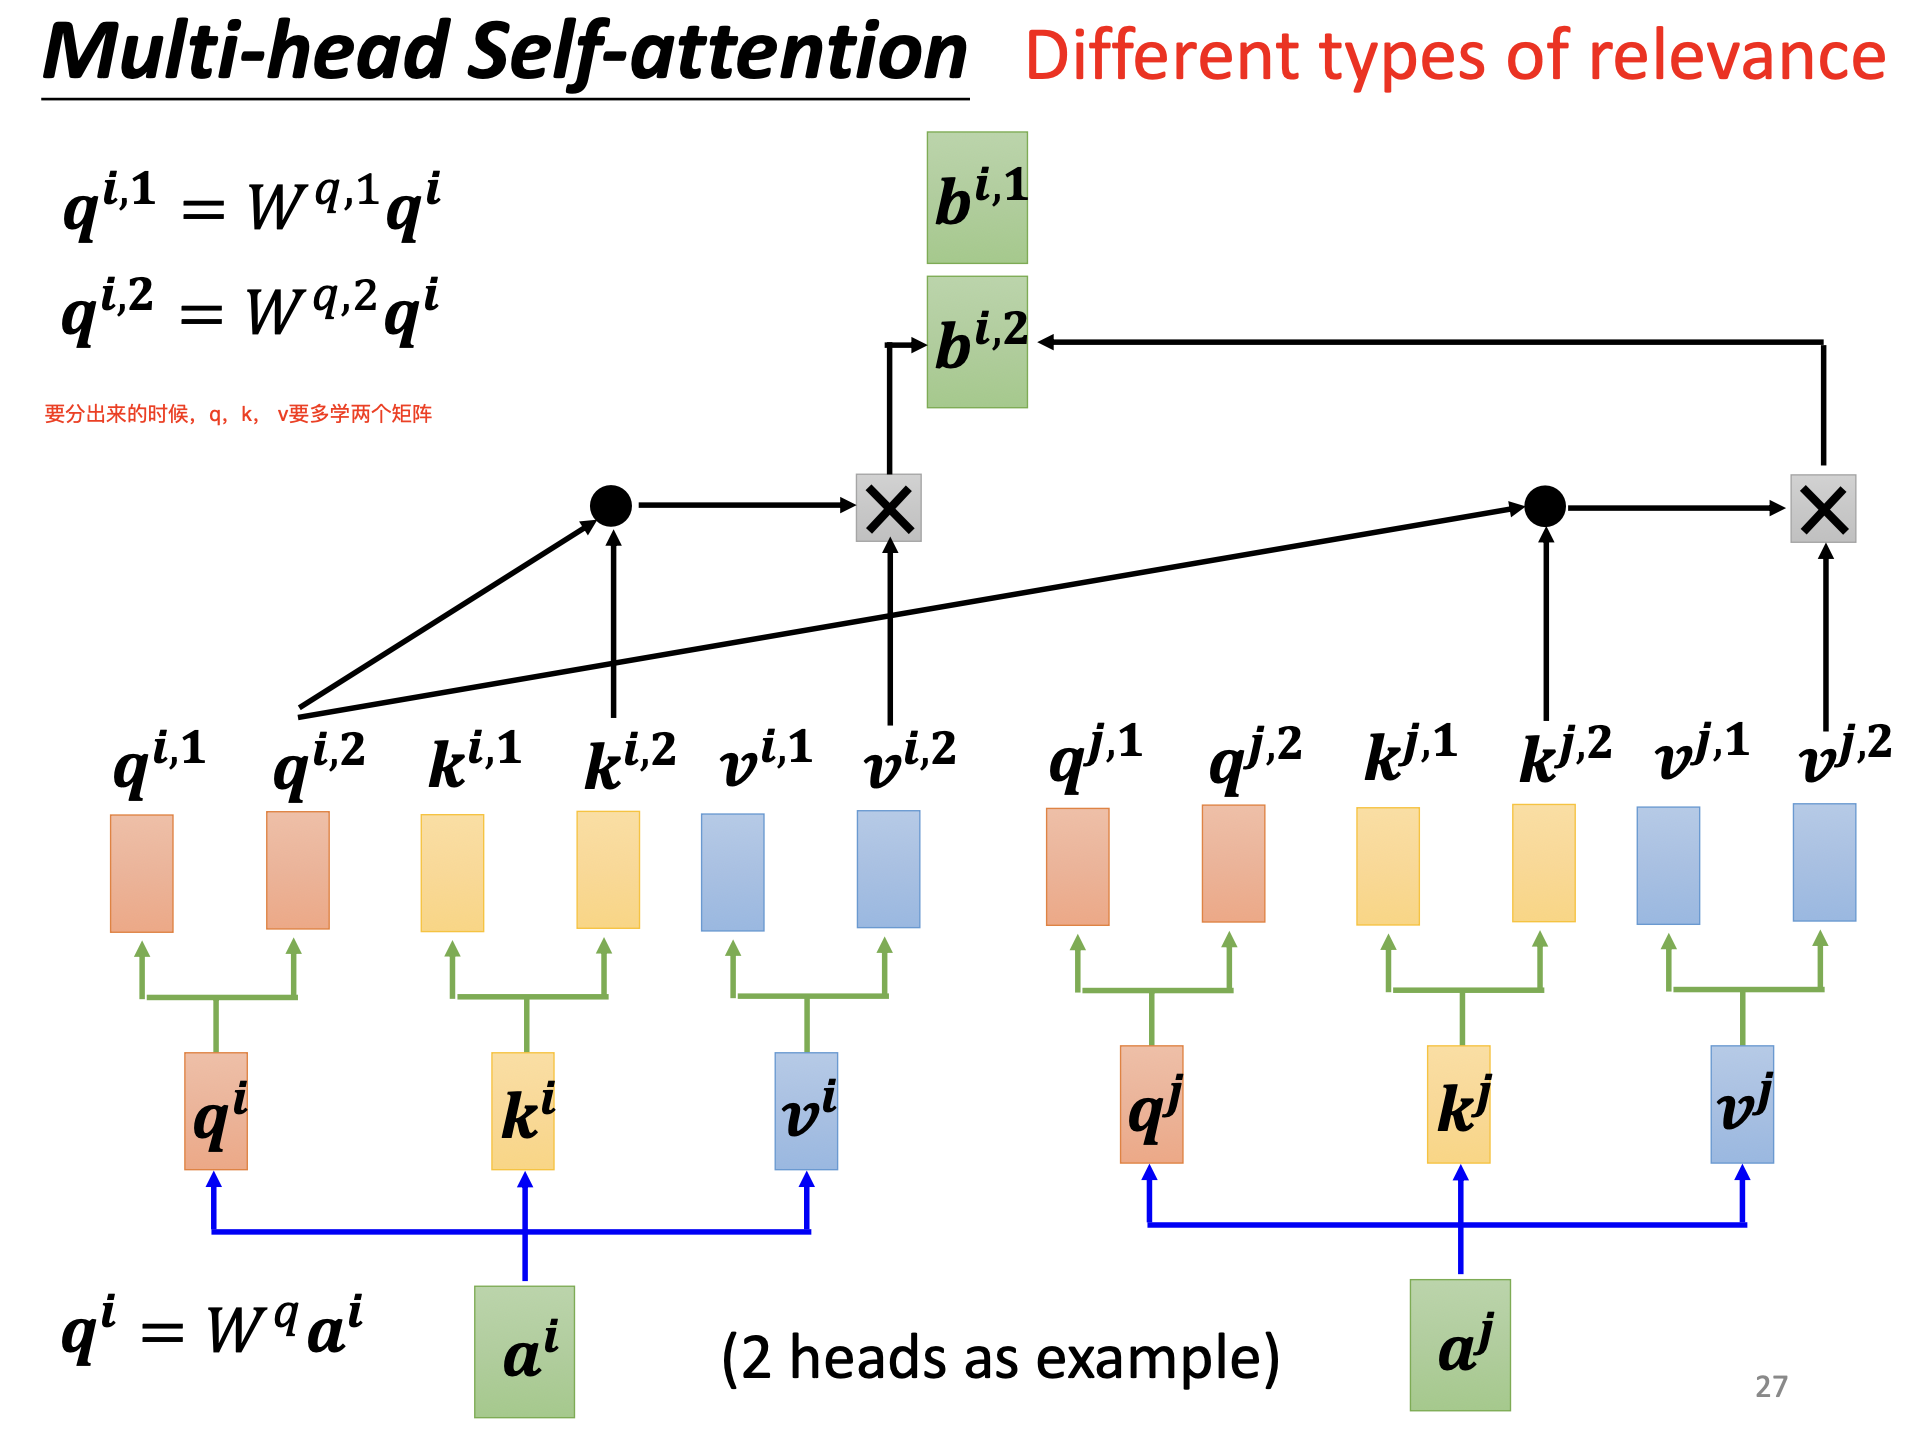 Multi-head Self-attention Different types of relevance
q^{i,1} = W^{q,1}q^i
q^{i,2} = W^{q,2}q^i
要分出来的时候，q，k， v要多学两个矩阵
b^{i,1}
b^{i,2}
q^{i,1} q^{i,2} k^{i,1} k^{i,2} v^{i,1} v^{i,2} q^{j,1} q^{j,2} k^{j,1} k^{j,2} v^{j,1} v^{j,2}
q^i k^i v^i q^j k^j v^j
q^i = W^q a^i
a^i
(2 heads as example)
a^j
27